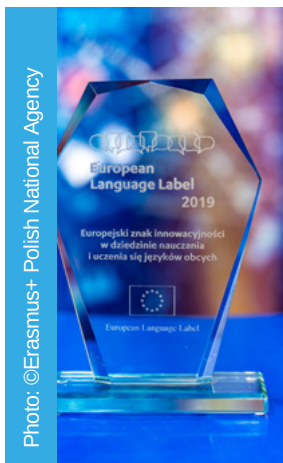 Photo: ©Erasmus+ Polish National Agency
European
Language Label
2019
Europejski znak innowacyjności
w dziedzinie nauczania
i uczenia się języków obcych
European Language Label